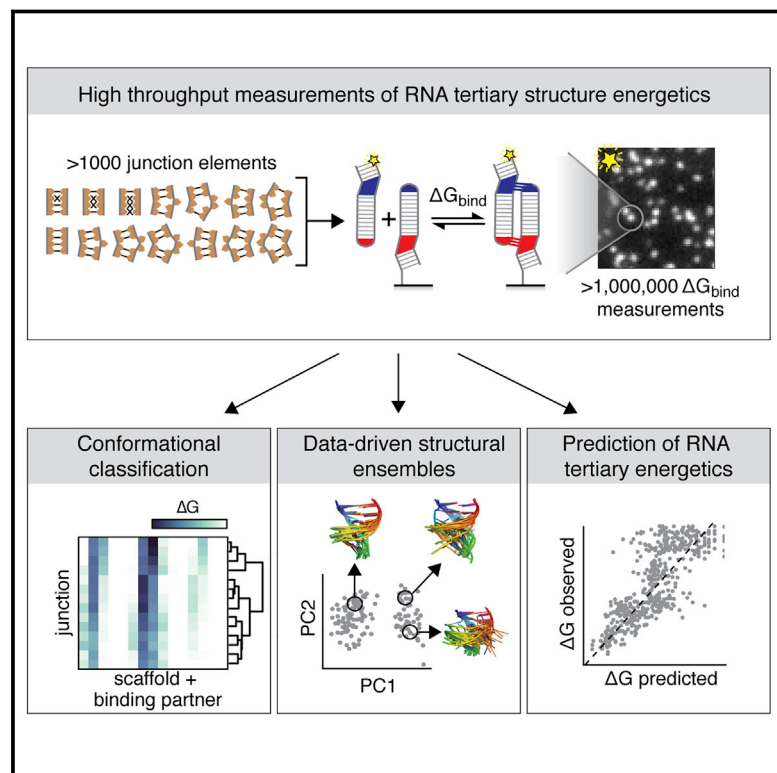 High throughput measurements of RNA tertiary structure energetics
>1000 junction elements
+
ΔGbind
>1,000,000 ΔGbind
measurements
Conformational
classification
ΔG
junction
scaffold +
binding partner
Data-driven structural
ensembles
PC2
PC1
Prediction of RNA
tertiary energetics
ΔG observed
ΔG predicted